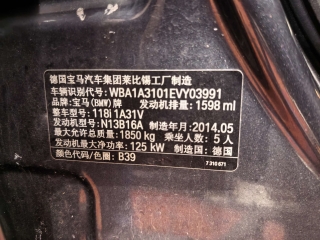 德国宝马汽车集团莱比锡工厂制造
车辆识别代号: WBA1A3101EVY03991
品牌: 宝马(BMW)牌 发动机排量: 1598 ml
整车型号: 118i 1A31V
发动机型号: N13B16A 制造年月: 2014.05
最大允许总质量: 1850 kg 乘坐人数: 5 人
发动机最大净功率: 125 kW 制造国: 德国
颜色代码/色圈: B39
7 310 671